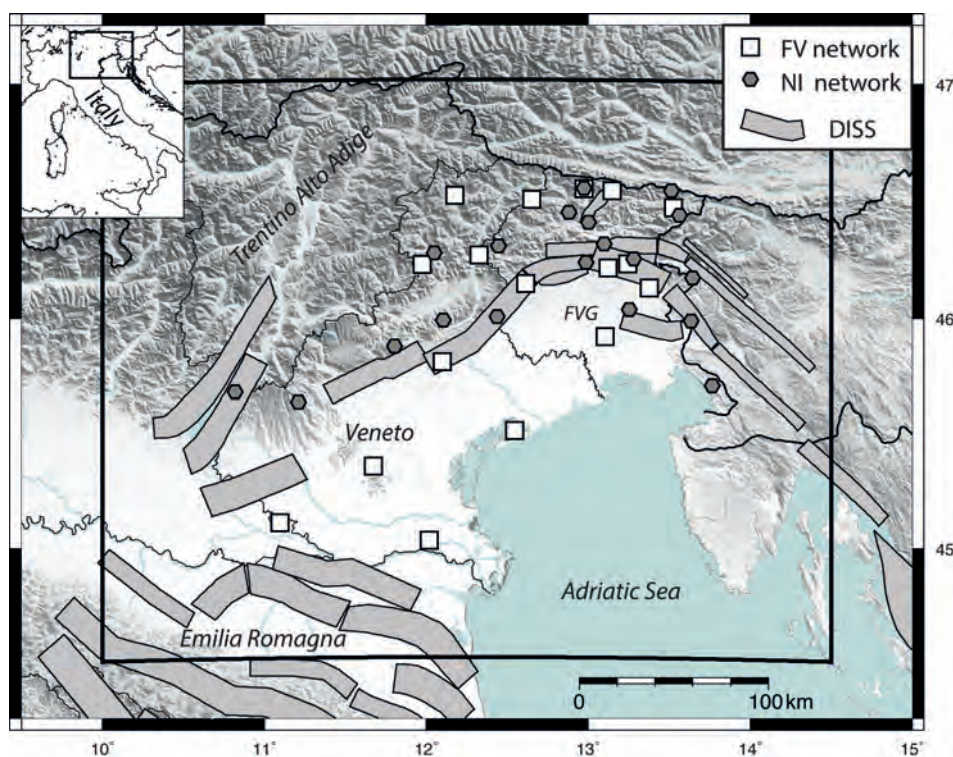 Italy
FV network
NI network
DISS
47
Trentino Alto Adige
46
FVG
Veneto
45
Adriatic Sea
Emilia Romagna
0 100 km
10° 11° 12° 13° 14° 15°